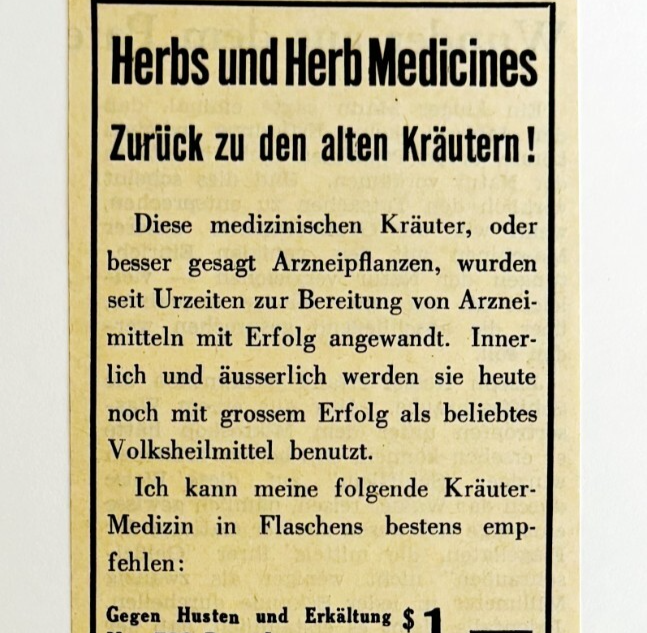 Herbs und Herb Medicines
Zurück zu den alten Kräutern!
Diese medizinischen Kräuter, oder
besser gesagt Arzneipflanzen, wurden
seit Urzeiten zur Bereitung von Arznei-
mitteln mit Erfolg angewandt. Inner-
lich und äusserlich werden sie heute
noch mit grossem Erfolg als beliebtes
Volksheilmittel benutzt.
Ich kann meine folgende Kräuter-
Medizin in Flaschens bestens emp-
fehlen:
Gegen Husten und Erkältung $1